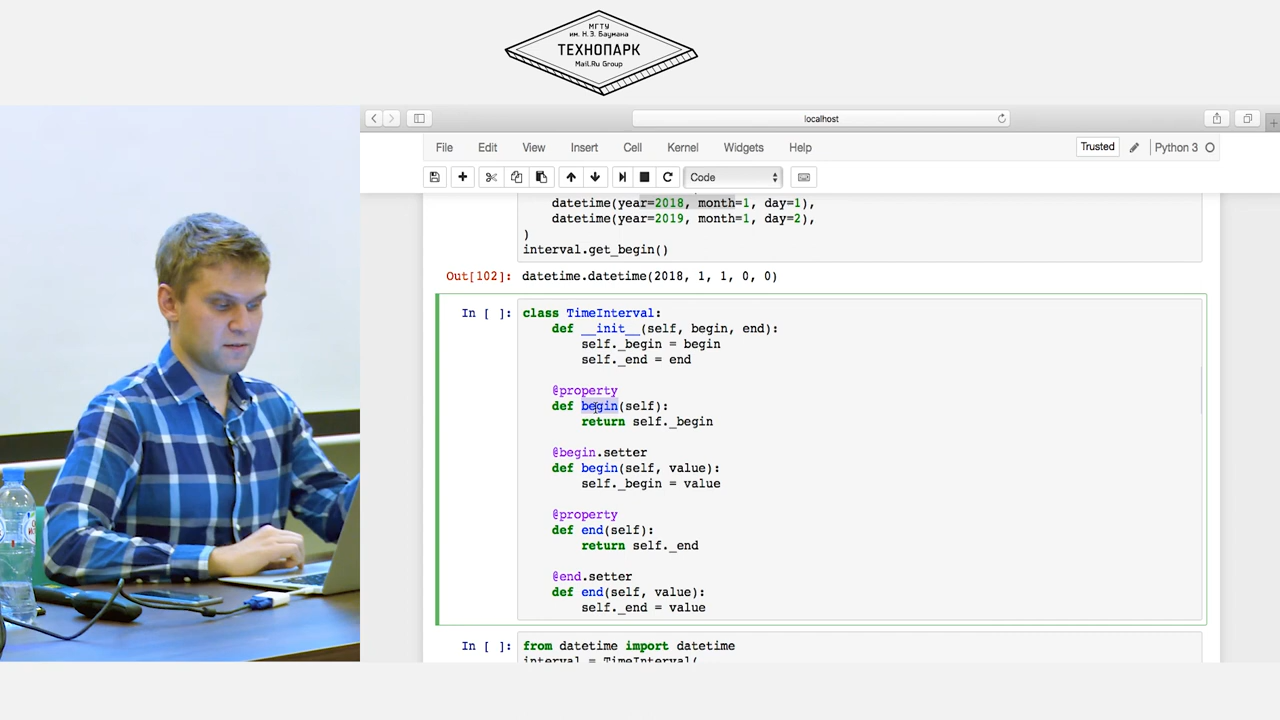 МГТУ
им. Н.Э. Баумана
ТЕХНОПАРК
Mail.Ru Group
localhost
File Edit View Insert Cell Kernel Widgets Help
Trusted
Python 3
Code
datetime(year=2018, month=1, day=1),
datetime(year=2019, month=1, day=2),
)
interval.get_begin()
Out[102]: datetime.datetime(2018, 1, 1, 0, 0)
In [ ]: class TimeInterval:
def __init__(self, begin, end):
self._begin = begin
self._end = end
@property
def begin(self):
return self._begin
@begin.setter
def begin(self, value):
self._begin = value
@property
def end(self):
return self._end
@end.setter
def end(self, value):
self._end = value
In [ ]: from datetime import datetime
interval = TimeInterval(